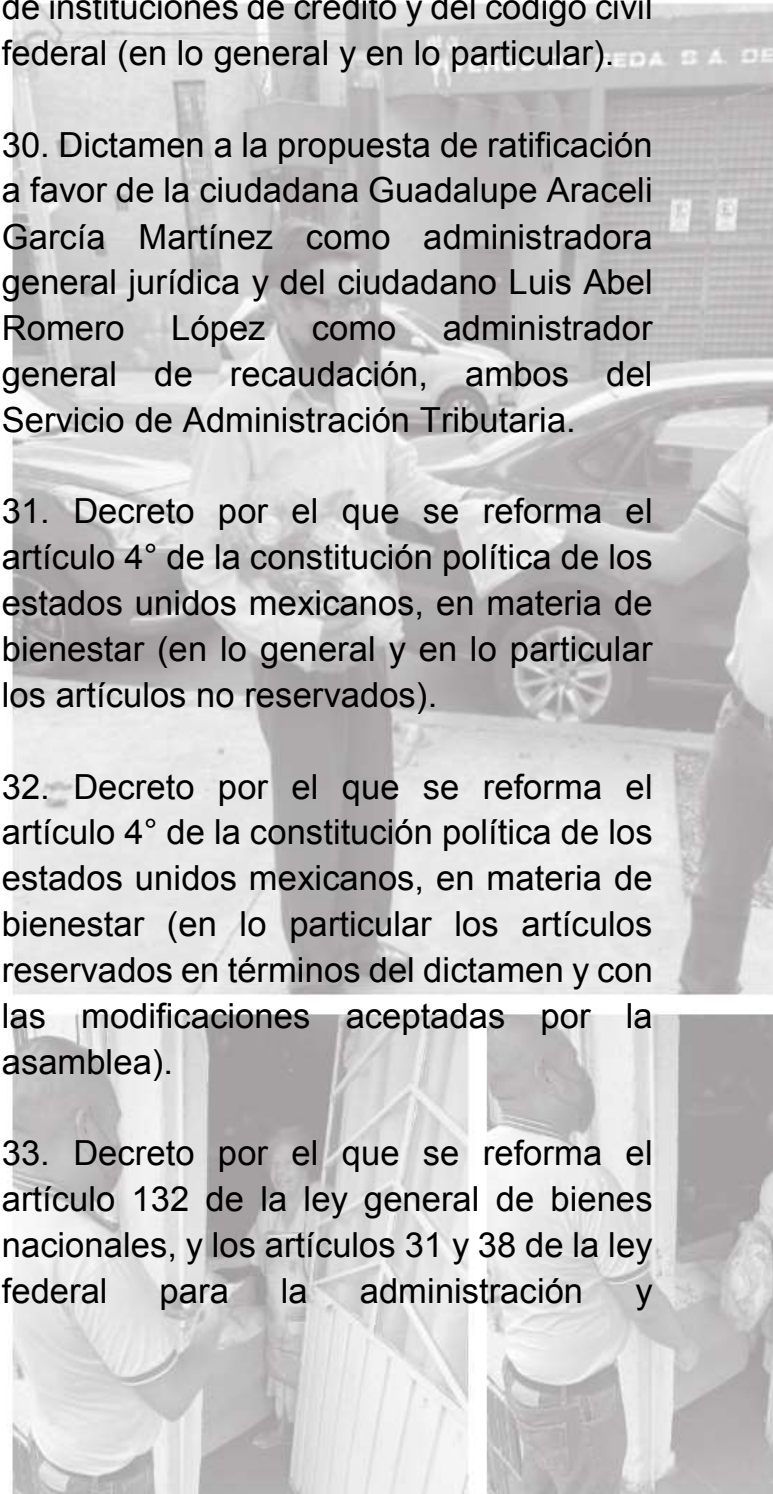 de instituciones de crédito y del código civil
federal (en lo general y en lo particular).
EDA S A DE
30. Dictamen a la propuesta de ratificación
a favor de la ciudadana Guadalupe Araceli
García Martínez como administradora
general jurídica y del ciudadano Luis Abel
Romero López como administrador
general de recaudación, ambos del
Servicio de Administración Tributaria.
31. Decreto por el que se reforma el
artículo 4° de la constitución política de los
estados unidos mexicanos, en materia de
bienestar (en lo general y en lo particular
los artículos no reservados).
32. Decreto por el que se reforma el
artículo 4° de la constitución política de los
estados unidos mexicanos, en materia de
bienestar (en lo particular los artículos
reservados en términos del dictamen y con
las modificaciones aceptadas por la
asamblea).
33. Decreto por el que se reforma el
artículo 132 de la ley general de bienes
nacionales, y los artículos 31 y 38 de la ley
federal para la administración y